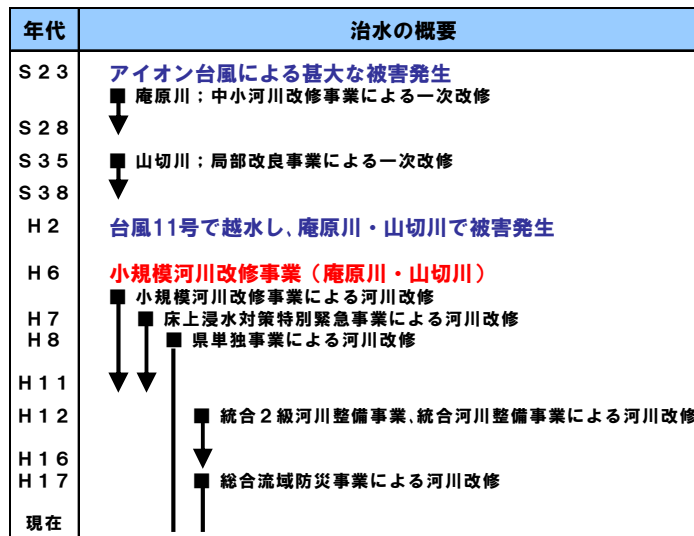 年代 治水の概要
S23 アイオン台風による甚大な被害発生
■ 庵原川；中小河川改修事業による一次改修
S28
S35 ■ 山切川；局部改良事業による一次改修
S38
H2 台風11号で越水し、庵原川・山切川で被害発生
H6 小規模河川改修事業（庵原川・山切川）
■ 小規模河川改修事業による河川改修
H7 ■ 床上浸水対策特別緊急事業による河川改修
H8 ■ 県単独事業による河川改修
H11
H12 ■ 統合２級河川整備事業、統合河川整備事業による河川改修
H16
H17 ■ 総合流域防災事業による河川改修
現在